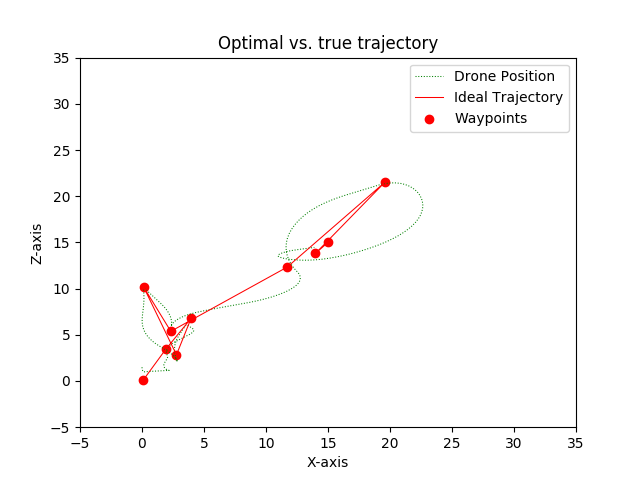 Optimal vs. true trajectory
Drone Position
Ideal Trajectory
Waypoints
35
30
25
20
15
10
5
0
−5
Z-axis
−5 0 5 10 15 20 25 30 35
X-axis